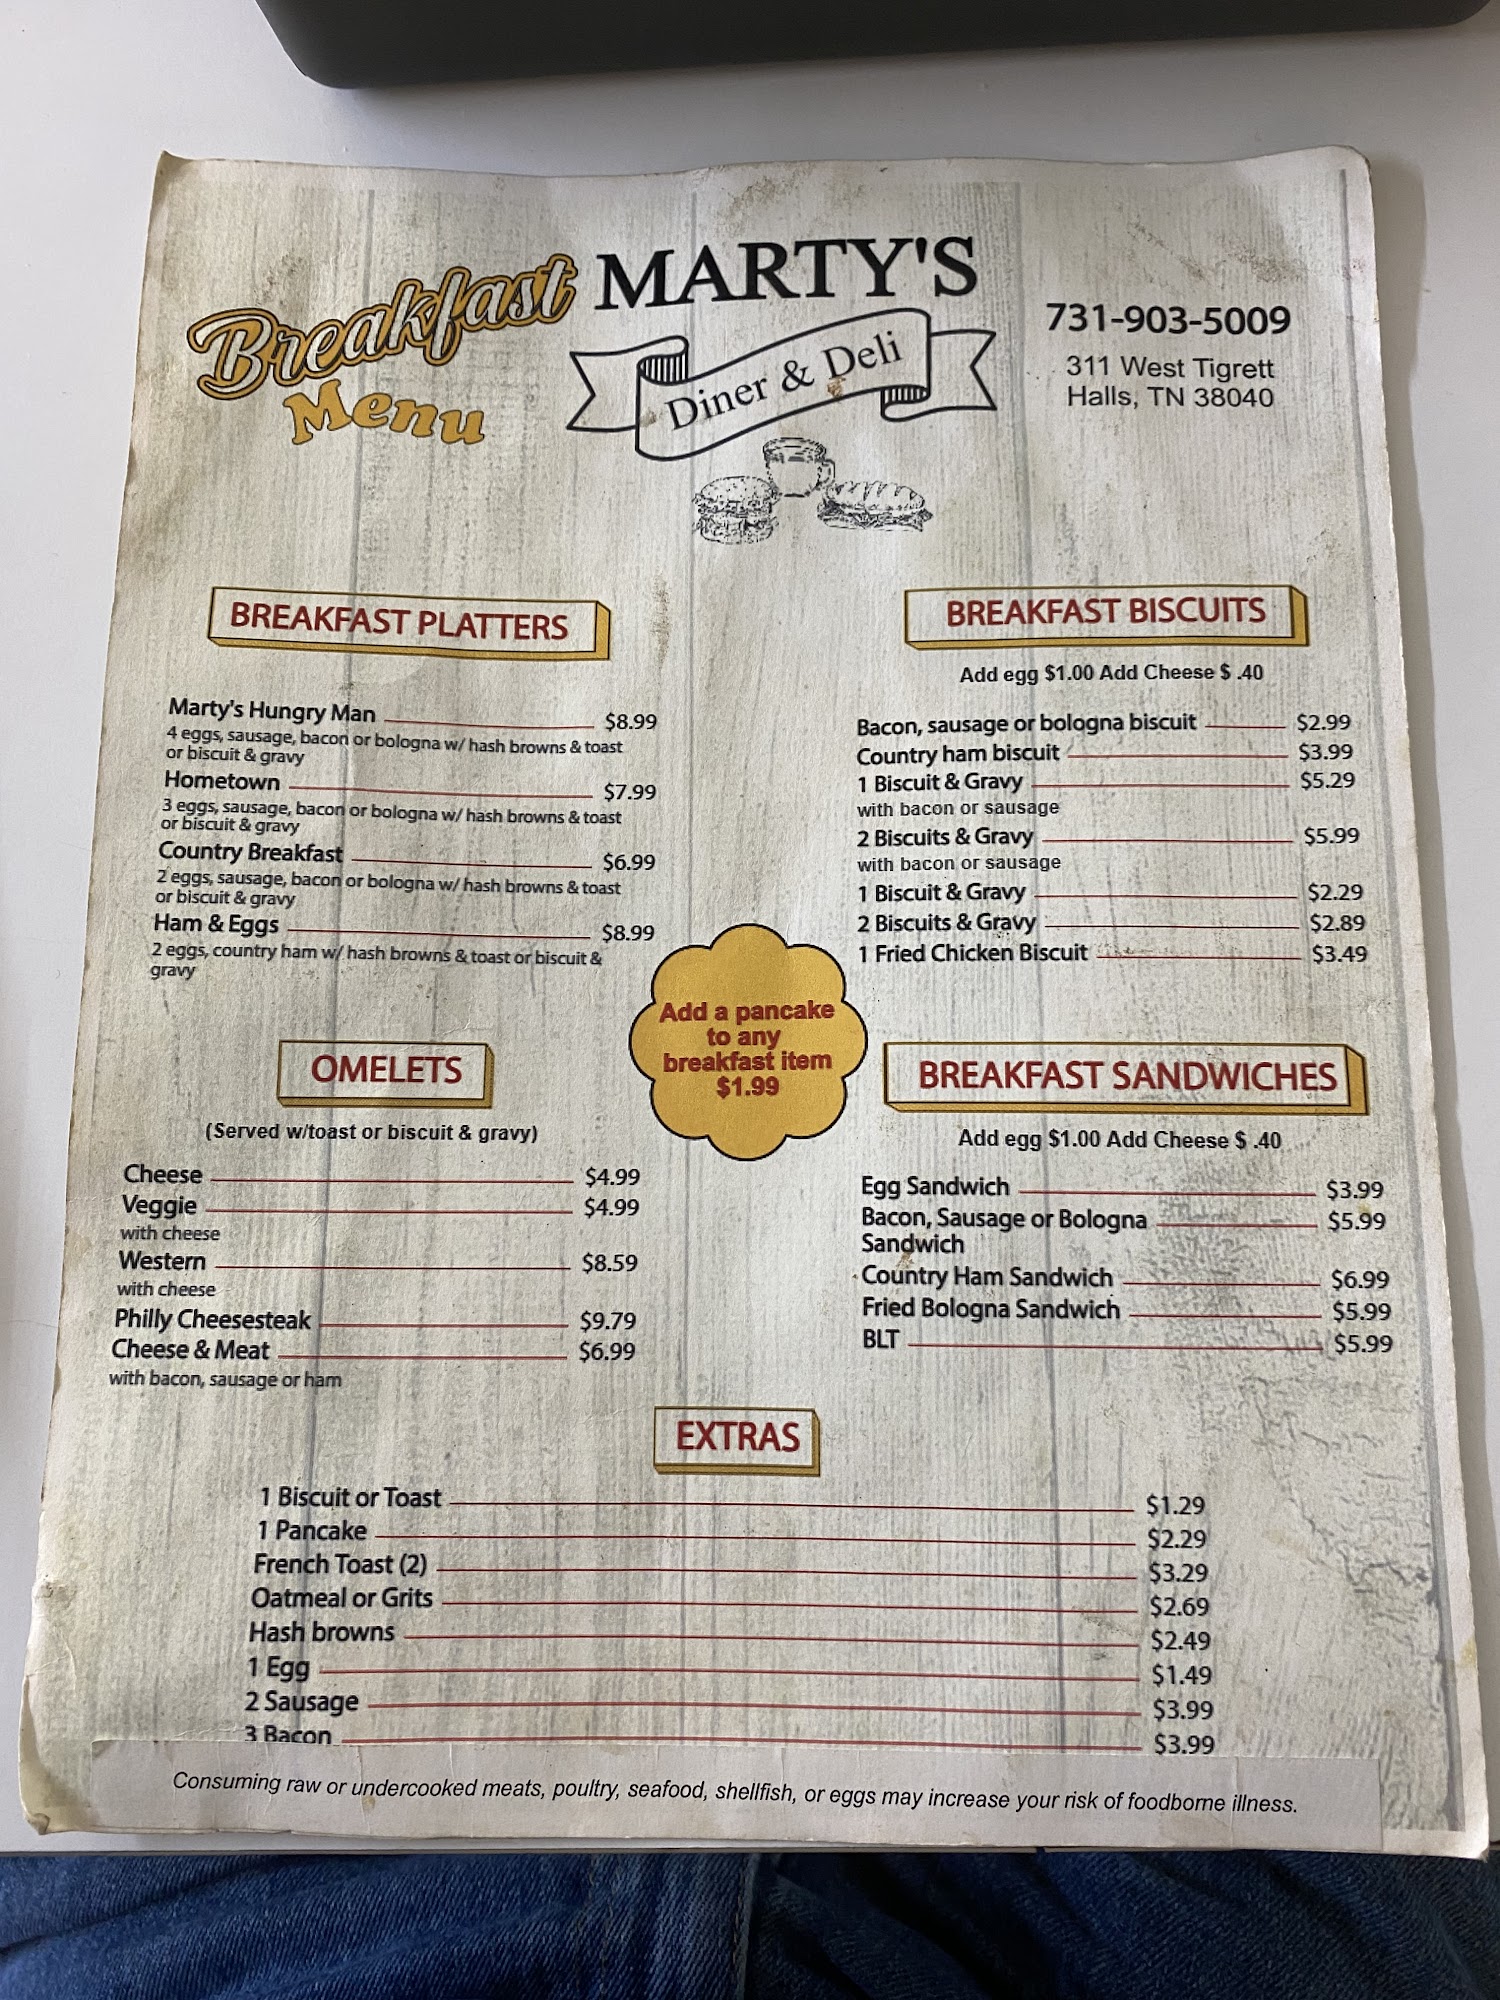 Breakfast
Menu
MARTY'S
Diner & Deli
731-903-5009
311 West Tigrett
Halls, TN 38040
BREAKFAST PLATTERS
Marty's Hungry Man $8.99
4 eggs, sausage, bacon or bologna w/ hash browns & toast
or biscuit & gravy
Hometown $7.99
3 eggs, sausage, bacon or bologna w/ hash browns & toast
or biscuit & gravy
Country Breakfast $6.99
2 eggs, sausage, bacon or bologna w/ hash browns & toast
or biscuit & gravy
Ham & Eggs $8.99
2 eggs, country ham w/ hash browns & toast or biscuit &
gravy
OMELETS
(Served w/toast or biscuit & gravy)
Cheese $4.99
Veggie $4.99
with cheese
Western $8.59
with cheese
Philly Cheesesteak $9.79
Cheese & Meat $6.99
with bacon, sausage or ham
Add a pancake
to any
breakfast item
$1.99
BREAKFAST BISCUITS
Add egg $1.00 Add Cheese $ .40
Bacon, sausage or bologna biscuit $2.99
Country ham biscuit $3.99
1 Biscuit & Gravy $5.29
with bacon or sausage
2 Biscuits & Gravy $5.99
with bacon or sausage
1 Biscuit & Gravy $2.29
2 Biscuits & Gravy $2.89
1 Fried Chicken Biscuit $3.49
BREAKFAST SANDWICHES
Add egg $1.00 Add Cheese $ .40
Egg Sandwich $3.99
Bacon, Sausage or Bologna $5.99
Sandwich
Country Ham Sandwich $6.99
Fried Bologna Sandwich $5.99
BLT $5.99
EXTRAS
1 Biscuit or Toast $1.29
1 Pancake $2.29
French Toast (2) $3.29
Oatmeal or Grits $2.69
Hash browns $2.49
1 Egg $1.49
2 Sausage $3.99
3 Bacon $3.99
Consuming raw or undercooked meats, poultry, seafood, shellfish, or eggs may increase your risk of foodborne illness.